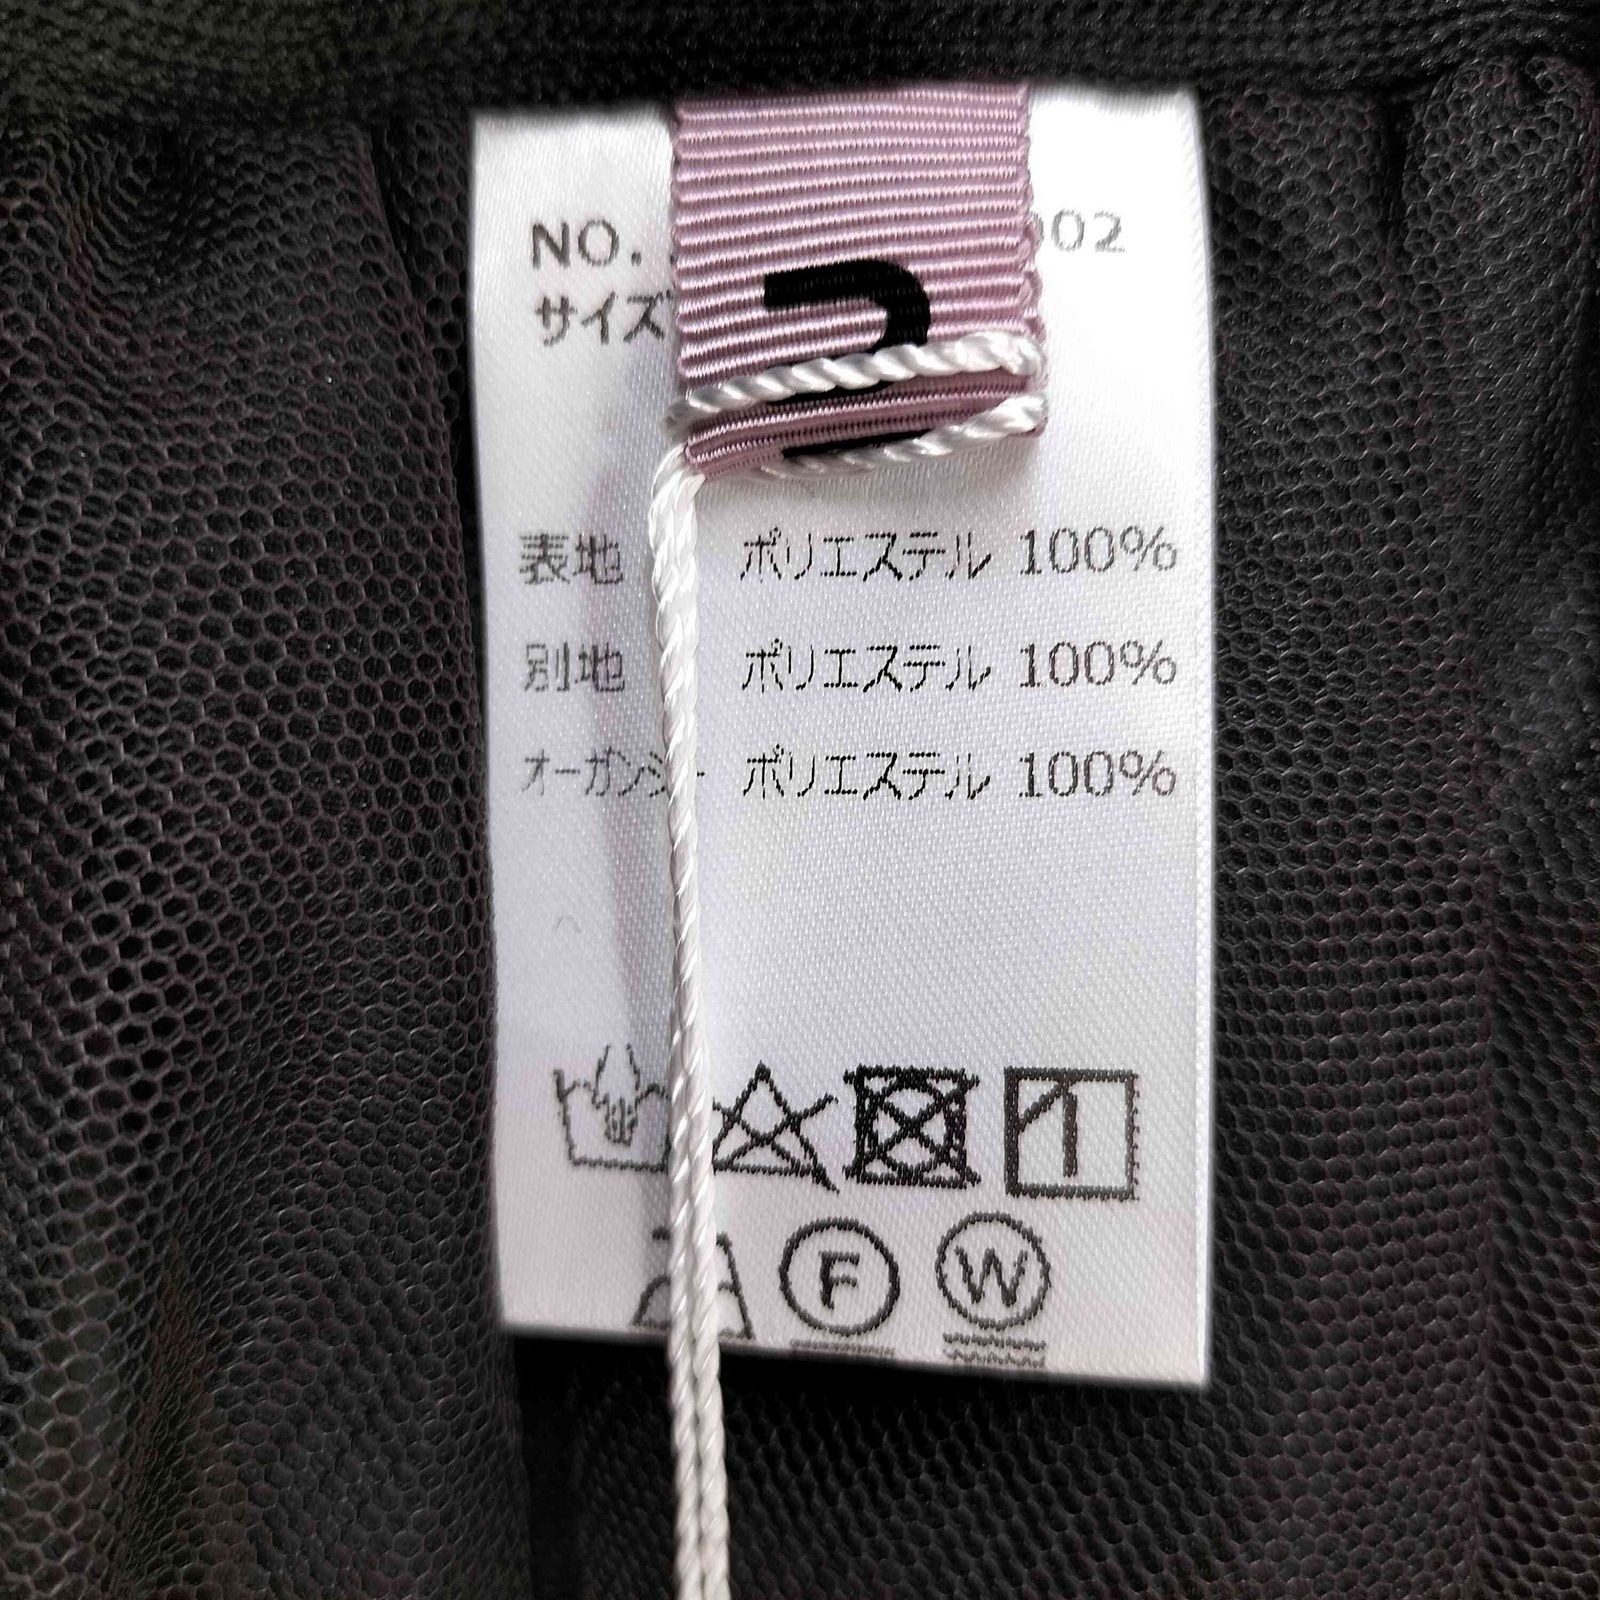 NO. 002
サイズ
表地 ポリエステル 100%
別地 ポリエステル 100%
オーガンジー ポリエステル 100%
F W